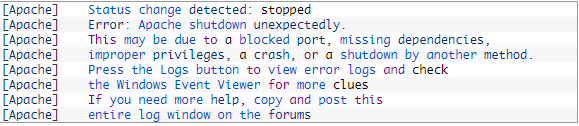 [Apache] Status change detected: stopped
[Apache] Error: Apache shutdown unexpectedly.
[Apache] This may be due to a blocked port, missing dependencies,
[Apache] improper privileges, a crash, or a shutdown by another method.
[Apache] Press the Logs button to view error logs and check
[Apache] the Windows Event Viewer for more clues
[Apache] If you need more help, copy and post this
[Apache] entire log window on the forums